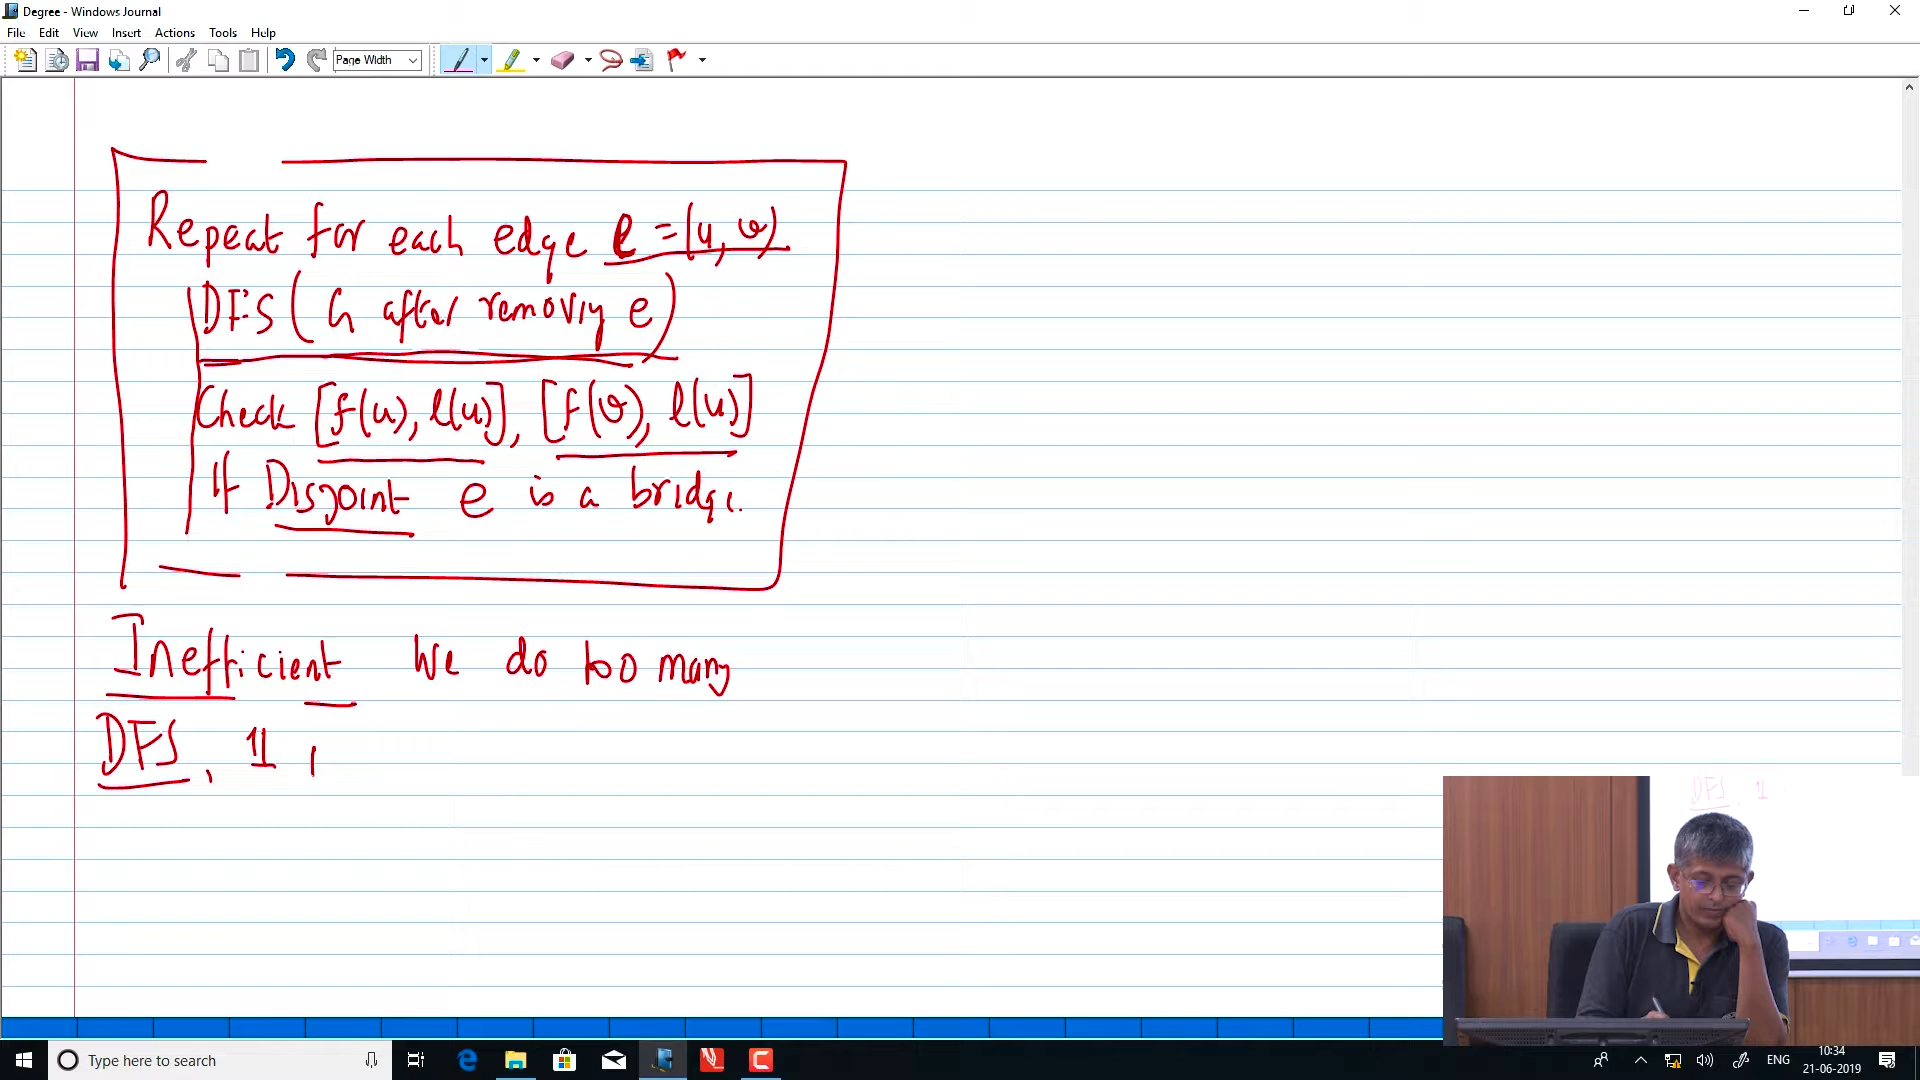 Degree - Windows Journal
File Edit View Insert Actions Tools Help
Page Width
Repeat for each edge e = (u, v)
DFS (G after removing e)
Check [f(u), l(u)], [f(v), l(u)]
If Disjoint e is a bridge.
Inefficient We do too many
DFS, 1
DFS, 1
Type here to search
ENG
10:34
21-06-2019